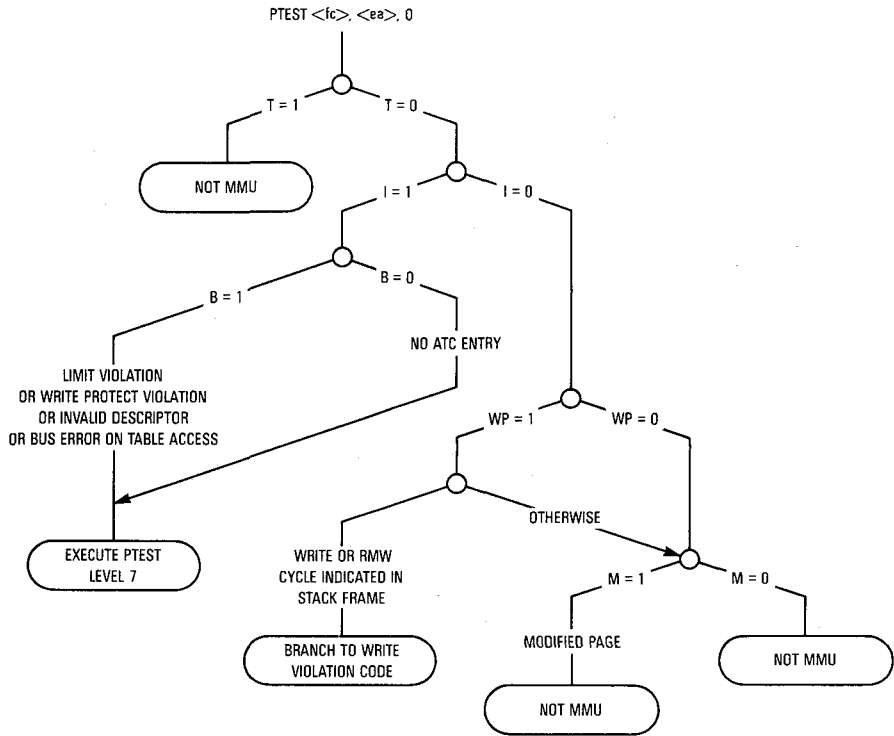 PTEST <fc>, <ea>, 0
T = 1
T = 0
NOT MMU
I = 1
I = 0
B = 1
B = 0
NO ATC ENTRY
LIMIT VIOLATION
OR WRITE PROTECT VIOLATION
OR INVALID DESCRIPTOR
OR BUS ERROR ON TABLE ACCESS
WP = 1
WP = 0
OTHERWISE
EXECUTE PTEST
LEVEL 7
WRITE OR RMW
CYCLE INDICATED IN
STACK FRAME
M = 1
M = 0
BRANCH TO WRITE
VIOLATION CODE
MODIFIED PAGE
NOT MMU
NOT MMU